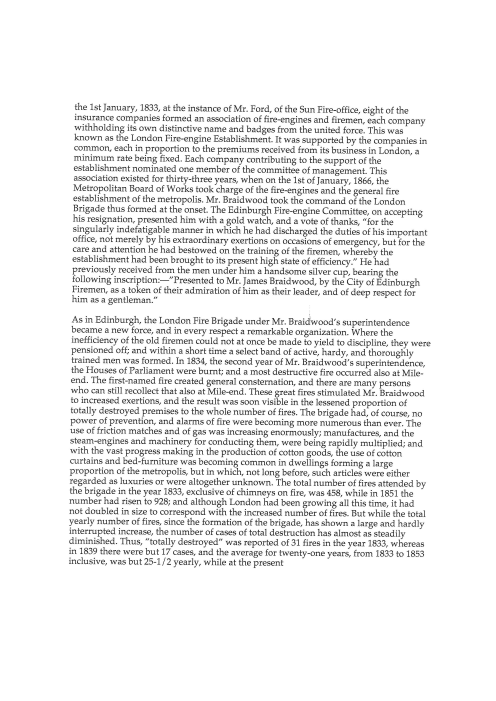 the 1st January, 1833, at the instance of Mr. Ford, of the Sun Fire-office, eight of the
insurance companies formed an association of fire-engines and firemen, each company
withholding its own distinctive name and badges from the united force. This was
known as the London Fire-engine Establishment. It was supported by the companies in
common, each in proportion to the premiums received from its business in London, a
minimum rate being fixed. Each company contributing to the support of the
establishment nominated one member of the committee of management. This
association existed for thirty-three years, when on the 1st of January, 1866, the
Metropolitan Board of Works took charge of the fire-engines and the general fire
establishment of the metropolis. Mr. Braidwood took the command of the London
Brigade thus formed at the onset. The Edinburgh Fire-engine Committee, on accepting
his resignation, presented him with a gold watch, and a vote of thanks, "for the
singularly indefatigable manner in which he had discharged the duties of his important
office, not merely by his extraordinary exertions on occasions of emergency, but for the
care and attention he had bestowed on the training of the firemen, whereby the
establishment had been brought to its present high state of efficiency." He had
previously received from the men under him a handsome silver cup, bearing the
following inscription:—"Presented to Mr. James Braidwood, by the City of Edinburgh
Firemen, as a token of their admiration of him as their leader, and of deep respect for
him as a gentleman."
As in Edinburgh, the London Fire Brigade under Mr. Braidwood's superintendence
became a new force, and in every respect a remarkable organization. Where the
inefficiency of the old firemen could not at once be made to yield to discipline, they were
pensioned off; and within a short time a select band of active, hardy, and thoroughly
trained men was formed. In 1834, the second year of Mr. Braidwood's superintendence,
the Houses of Parliament were burnt; and a most destructive fire occurred also at Mile-
end. The first-named fire created general consternation, and there are many persons
who can still recollect that also at Mile-end. These great fires stimulated Mr. Braidwood
to increased exertions, and the result was soon visible in the lessened proportion of
totally destroyed premises to the whole number of fires. The brigade had, of course, no
power of prevention, and alarms of fire were becoming more numerous than ever. The
use of friction matches and of gas was increasing enormously; manufactures, and the
steam-engines and machinery for conducting them, were being rapidly multiplied; and
with the vast progress making in the production of cotton goods, the use of cotton
curtains and bed-furniture was becoming common in dwellings forming a large
proportion of the metropolis, but in which, not long before, such articles were either
regarded as luxuries or were altogether unknown. The total number of fires attended by
the brigade in the year 1833, exclusive of chimneys on fire, was 458, while in 1851 the
number had risen to 928; and although London had been growing all this time, it had
not doubled in size to correspond with the increased number of fires. But while the total
yearly number of fires, since the formation of the brigade, has shown a large and hardly
interrupted increase, the number of cases of total destruction has almost as steadily
diminished. Thus, "totally destroyed" was reported of 31 fires in the year 1833, whereas
in 1839 there were but 17 cases, and the average for twenty-one years, from 1833 to 1853
inclusive, was but 25-1/2 yearly, while at the present